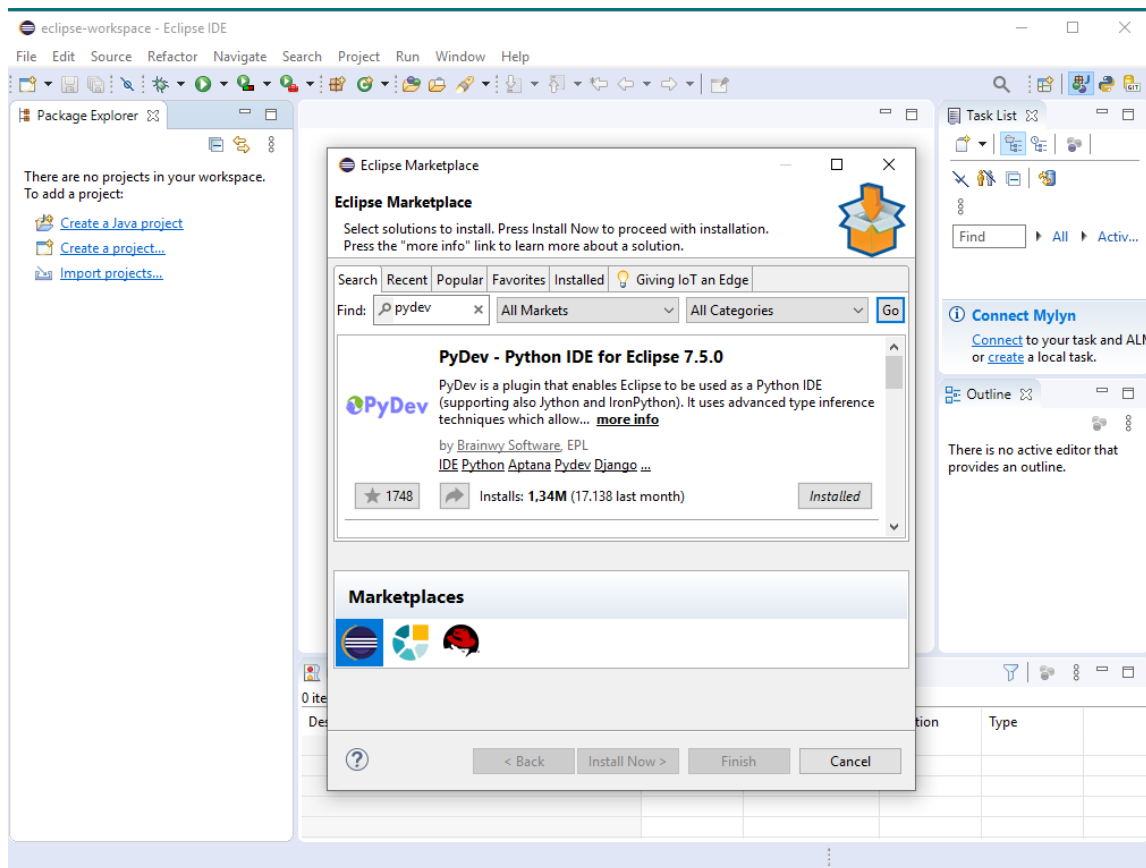 eclipse-workspace - Eclipse IDE
File Edit Source Refactor Navigate Search Project Run Window Help
Package Explorer
There are no projects in your workspace.
To add a project:
Create a Java project
Create a project...
Import projects...
Eclipse Marketplace
Eclipse Marketplace
Select solutions to install. Press Install Now to proceed with installation.
Press the "more info" link to learn more about a solution.
Search Recent Popular Favorites Installed Giving IoT an Edge
Find: pydev All Markets All Categories Go
PyDev - Python IDE for Eclipse 7.5.0
PyDev
PyDev is a plugin that enables Eclipse to be used as a Python IDE
(supporting also Jython and IronPython). It uses advanced type inference
techniques which allow... more info
by Brainwy Software, EPL
IDE Python Aptana Pydev Django ...
1748 Installs: 1,34M (17.138 last month) Installed
Marketplaces
? < Back Install Now > Finish Cancel
Task List
Find All Activ...
Connect Mylyn
Connect to your task and ALM
or create a local task.
Outline
There is no active editor that
provides an outline.
0 ite
Des tion Type